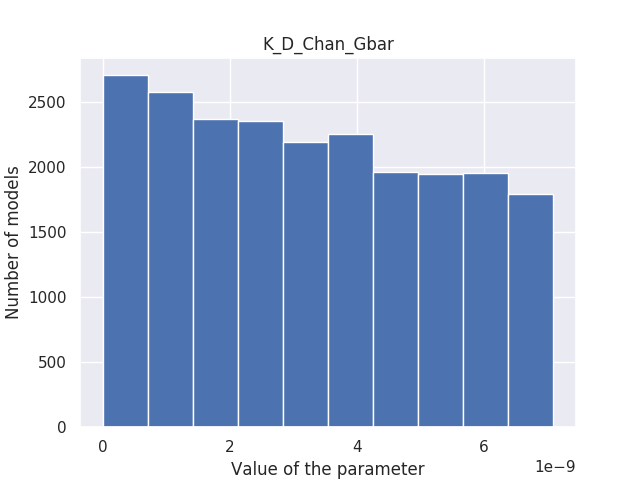 K_D_Chan_Gbar
Number of models
2500
2000
1500
1000
500
0
0 2 4 6
1e−9
Value of the parameter